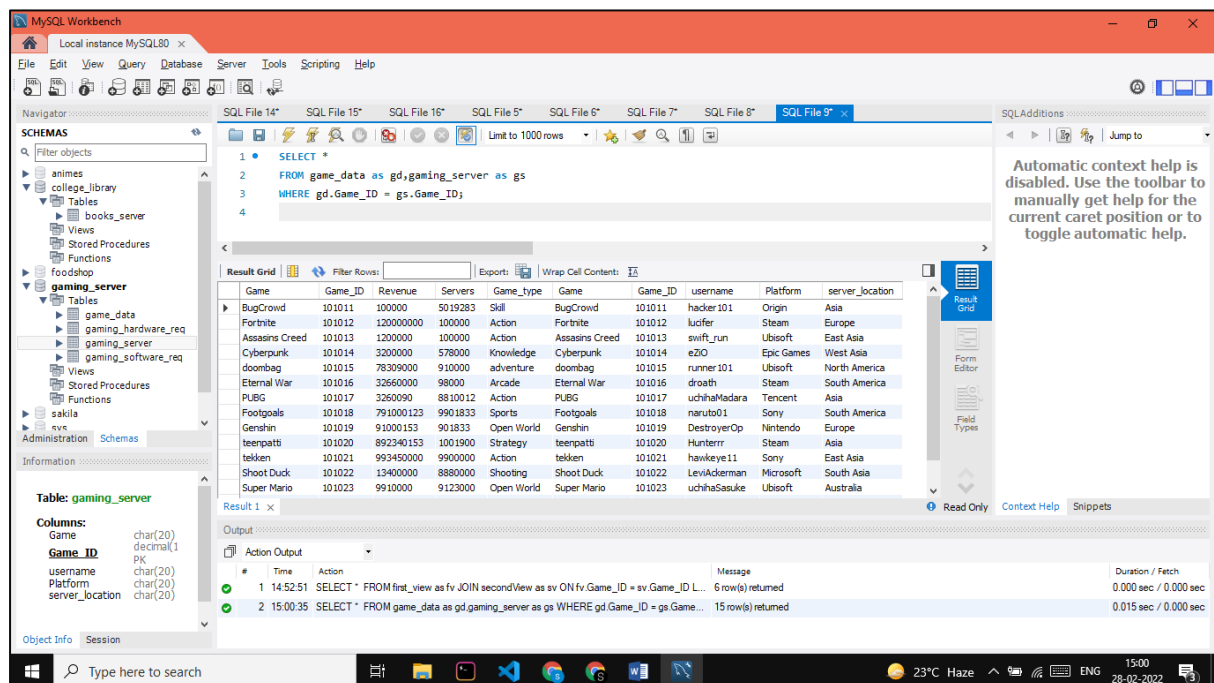 MySQL Workbench
Local instance MySQL80 ×
File Edit View Query Database Server Tools Scripting Help
Navigator
SCHEMAS
Filter objects
animes
college_library
Tables
books_server
Views
Stored Procedures
Functions
foodshop
gaming_server
Tables
game_data
gaming_hardware_req
gaming_server
gaming_software_req
Views
Stored Procedures
Functions
sakila
sys
Administration Schemas
Information
Table: gaming_server
Columns:
Game char(20)
Game_ID decimal(1
PK
username char(20)
Platform char(20)
server_location char(20)
Object Info Session
SQL File 14* SQL File 15* SQL File 16* SQL File 5* SQL File 6* SQL File 7* SQL File 8* SQL File 9* ×
Limit to 1000 rows
1 SELECT *
2 FROM game_data as gd,gaming_server as gs
3 WHERE gd.Game_ID = gs.Game_ID;
4
Result Grid Filter Rows: Export: Wrap Cell Content: IA
Game Game_ID Revenue Servers Game_type Game Game_ID username Platform server_location
BugCrowd 101011 100000 5019283 Skill BugCrowd 101011 hacker101 Origin Asia
Fortnite 101012 120000000 100000 Action Fortnite 101012 lucifer Steam Europe
Assasins Creed 101013 1200000 100000 Action Assasins Creed 101013 swift_run Ubisoft East Asia
Cyberpunk 101014 3200000 578000 Knowledge Cyberpunk 101014 eZiO Epic Games West Asia
doombag 101015 78309000 910000 adventure doombag 101015 runner101 Ubisoft North America
Eternal War 101016 32660000 98000 Arcade Eternal War 101016 droath Steam South America
PUBG 101017 3260090 8810012 Action PUBG 101017 uchihaMadara Tencent Asia
Footgoals 101018 791000123 9901833 Sports Footgoals 101018 naruto01 Sony South America
Genshin 101019 91000153 901833 Open World Genshin 101019 DestroyerOp Nintendo Europe
teenpatti 101020 892340153 1001900 Strategy teenpatti 101020 Hunterrr Steam Asia
tekken 101021 993450000 9900000 Action tekken 101021 hawkeye11 Sony East Asia
Shoot Duck 101022 13400000 8880000 Shooting Shoot Duck 101022 LeviAckerman Microsoft South Asia
Super Mario 101023 9910000 9123000 Open World Super Mario 101023 uchihaSasuke Ubisoft Australia
Result Grid
Form Editor
Field Types
Result 1 × Read Only
Output
Action Output
# Time Action Message Duration / Fetch
1 14:52:51 SELECT * FROM first_view as fv JOIN secondView as sv ON fv.Game_ID = sv.Game_ID L... 6 row(s) returned 0.000 sec / 0.000 sec
2 15:00:35 SELECT * FROM game_data as gd,gaming_server as gs WHERE gd.Game_ID = gs.Game... 15 row(s) returned 0.015 sec / 0.000 sec
SQLAdditions
Jump to
Automatic context help is
disabled. Use the toolbar to
manually get help for the
current caret position or to
toggle automatic help.
Context Help Snippets
Type here to search
23°C Haze ENG 15:00
28-02-2022 3